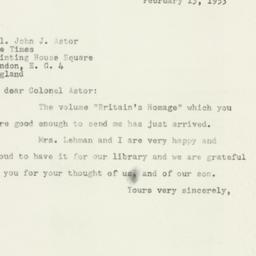 February 13, 1953
l. John J. Astor
e Times
inting House Square
ndon, E. C. 4
gland
dear Colonel Astor:
The volume "Britain's Homage" which you
re good enough to send me has just arrived.
Mrs. Lehman and I are very happy and
oud to have it for our library and we are grateful
you for your thought of us, and of our son.
Yours very sincerely,